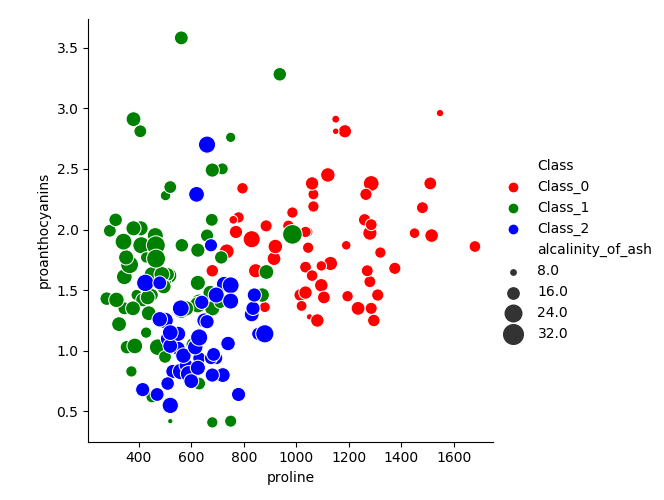 3.5
3.0
2.5
2.0
1.5
1.0
0.5
proanthocyanins
400 600 800 1000 1200 1400 1600
proline
Class
Class_0
Class_1
Class_2
alcalinity_of_ash
8.0
16.0
24.0
32.0